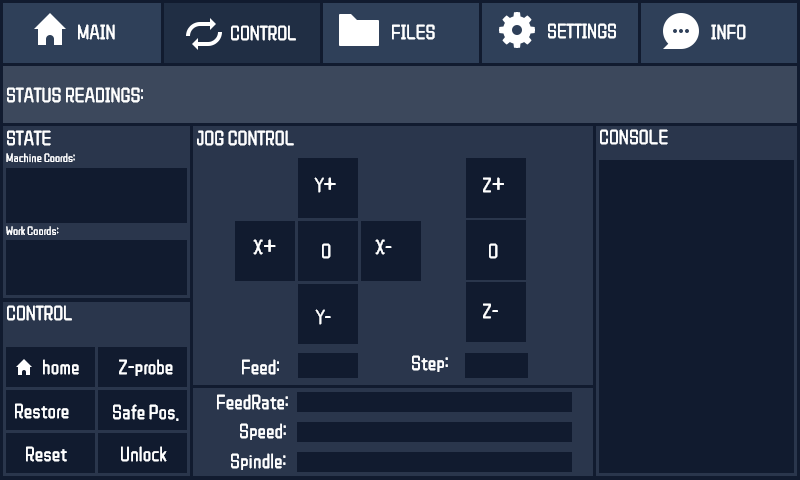 MAIN
CONTROL
FILES
SETTINGS
INFO
STATUS READINGS:
STATE
Machine Coords:
Work Coords:
CONTROL
home
Z-probe
Restore
Safe Pos.
Reset
Unlock
JOG CONTROL
Y+
X+
0
X-
Y-
Z+
0
Z-
Feed:
Step:
FeedRate:
Speed:
Spindle:
CONSOLE